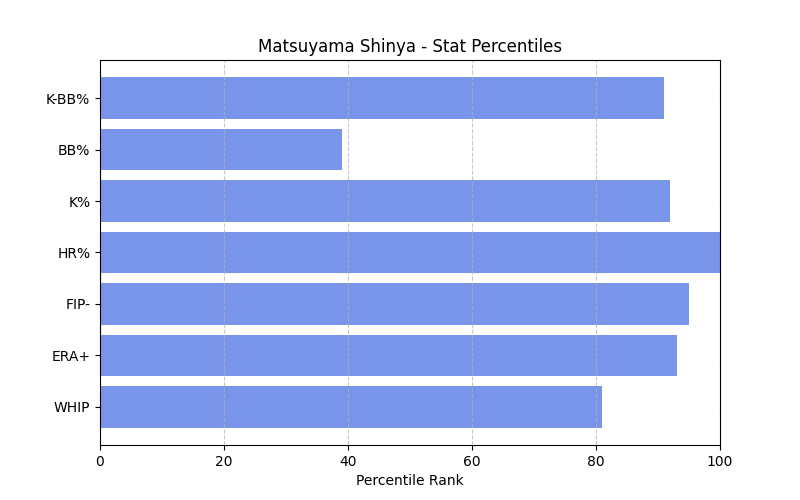 Matsuyama Shinya - Stat Percentiles
K-BB%
BB%
K%
HR%
FIP-
ERA+
WHIP
0 20 40 60 80 100
Percentile Rank